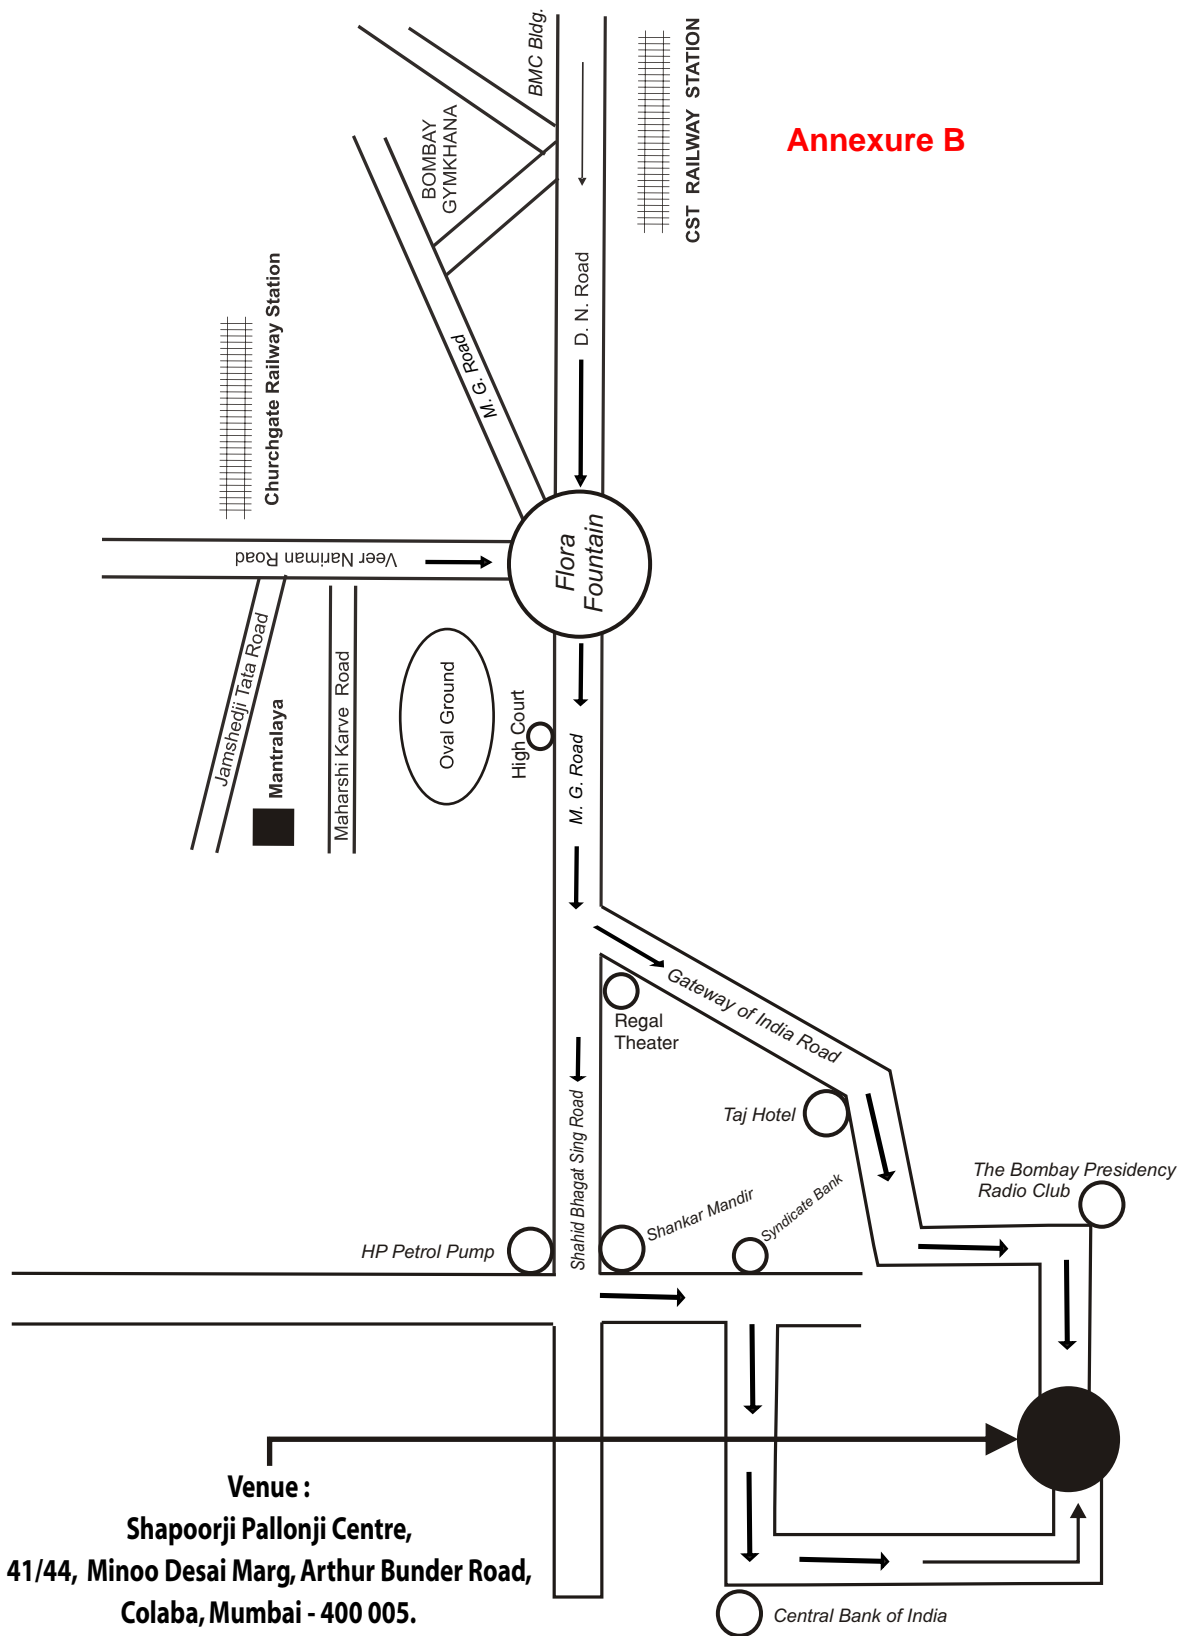 BMC Bldg.
CST RAILWAY STATION
Annexure B
BOMBAY
GYMKHANA
D. N. Road
Churchgate Railway Station
M. G. Road
Veer Nariman Road
Flora
Fountain
Jamshedji Tata Road
Mantralaya
Maharshi Karve Road
Oval Ground
High Court
M. G. Road
Gateway of India Road
Regal
Theater
Shahid Bhagat Sing Road
Taj Hotel
The Bombay Presidency
Radio Club
HP Petrol Pump
Shankar Mandir
Syndicate Bank
Venue :
Shapoorji Pallonji Centre,
41/44, Minoo Desai Marg, Arthur Bunder Road,
Colaba, Mumbai - 400 005.
Central Bank of India